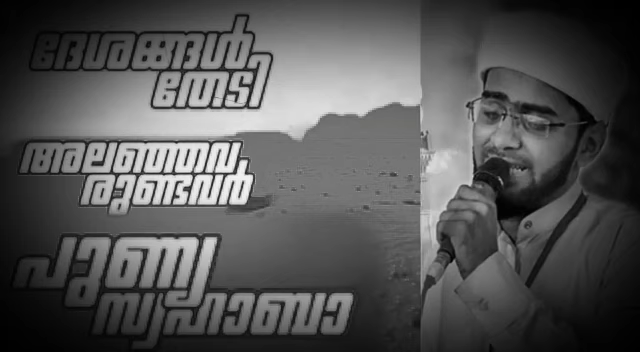 ദേശങ്ങൾ
തേടി
അലഞ്ഞവ
രുണ്ടവർ
പുണ്യ
സ്വഹാബാ